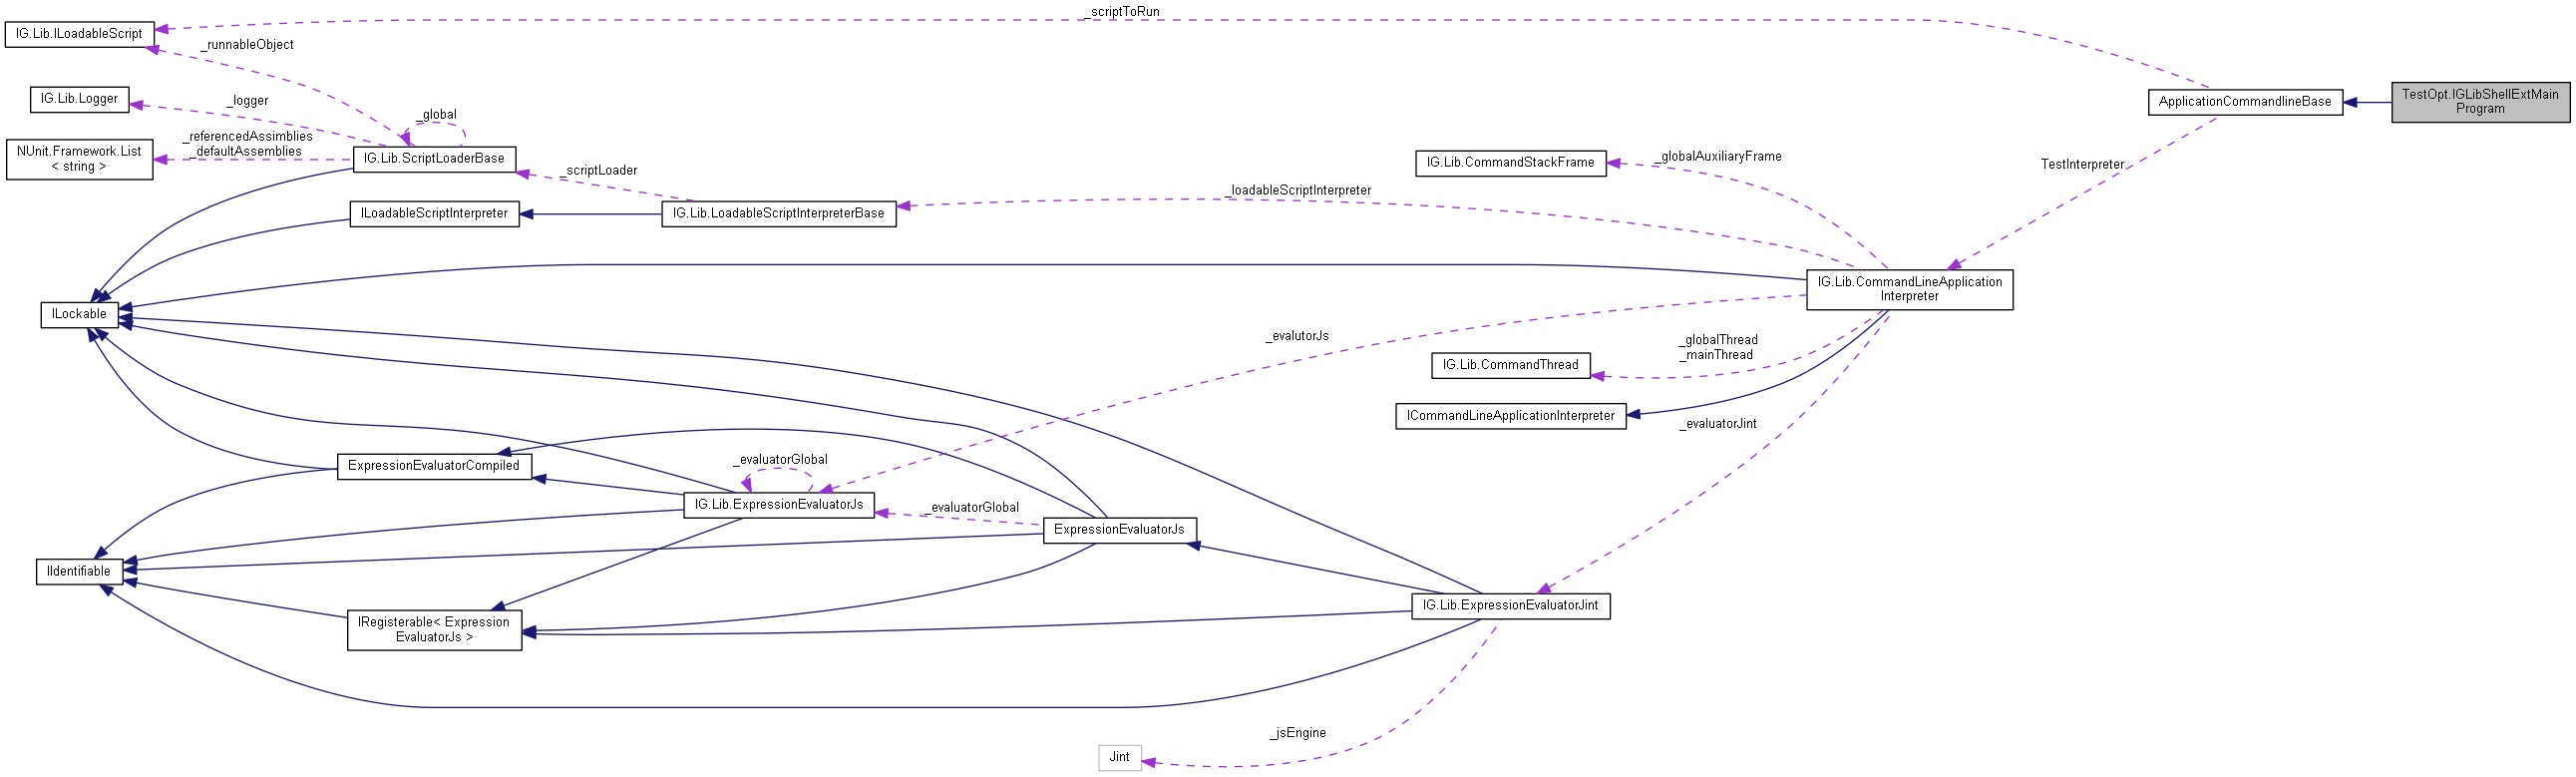 _scriptToRun
IG.Lib.ILoadableScript
_runnableObject
TestOpt.IGLibShellExtMain
Program
ApplicationCommandlineBase
IG.Lib.Logger
_logger
_global
_referencedAssimblies
_defaultAssemblies
NUnit.Framework.List
< string >
IG.Lib.ScriptLoaderBase
_globalAuxiliaryFrame
IG.Lib.CommandStackFrame
TestInterpreter
_scriptLoader
_loadableScriptInterpreter
ILoadableScriptInterpreter
IG.Lib.LoadableScriptInterpreterBase
IG.Lib.CommandLineApplication
Interpreter
ILockable
_evalutorJs
_globalThread
_mainThread
IG.Lib.CommandThread
ICommandLineApplicationInterpreter
_evaluatorJint
ExpressionEvaluatorCompiled
_evaluatorGlobal
IG.Lib.ExpressionEvaluatorJs
_evaluatorGlobal
ExpressionEvaluatorJs
IIdentifiable
IG.Lib.ExpressionEvaluatorJint
IRegisterable< Expression
EvaluatorJs >
_jsEngine
Jint